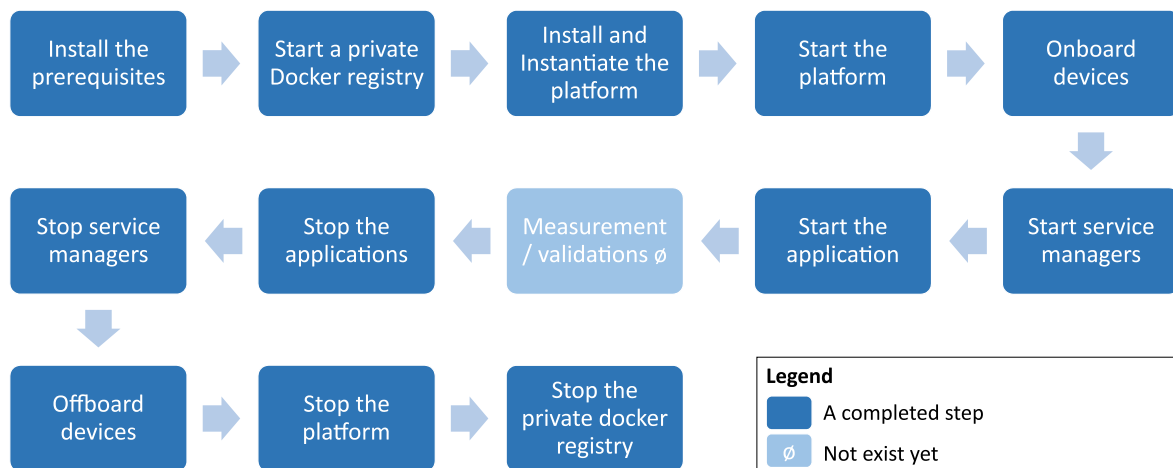 Install the
prerequisites
Start a private
Docker registry
Install and
Instantiate the
platform
Start the
platform
Onboard
devices
Start service
managers
Start the
application
Measurement
/ validations ø
Stop the
applications
Stop service
managers
Offboard
devices
Stop the
platform
Stop the
private docker
registry
Legend
A completed step
ø Not exist yet